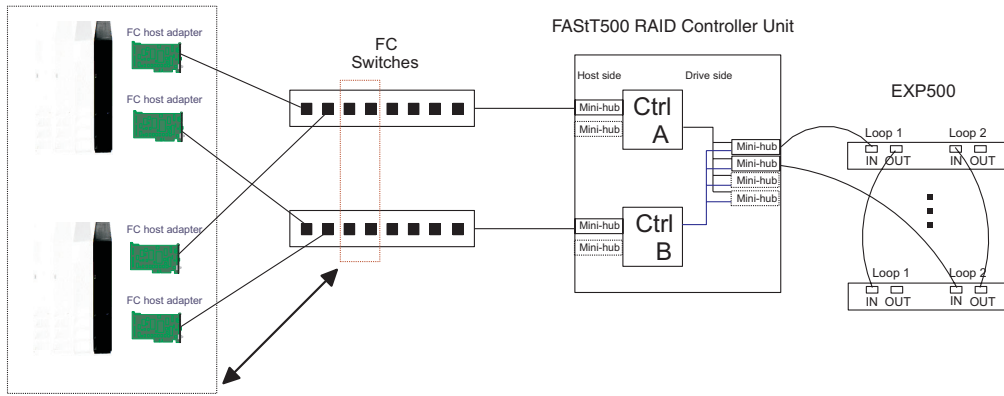 FC host adapter
FC host adapter
FC host adapter
FC host adapter
FC
Switches
FAStT500 RAID Controller Unit
Host side
Drive side
Mini-hub
Mini-hub
Ctrl
A
Mini-hub
Mini-hub
Mini-hub
Mini-hub
Mini-hub
Mini-hub
Ctrl
B
EXP500
Loop 1
Loop 2
IN OUT
IN OUT
Loop 1
Loop 2
IN OUT
IN OUT